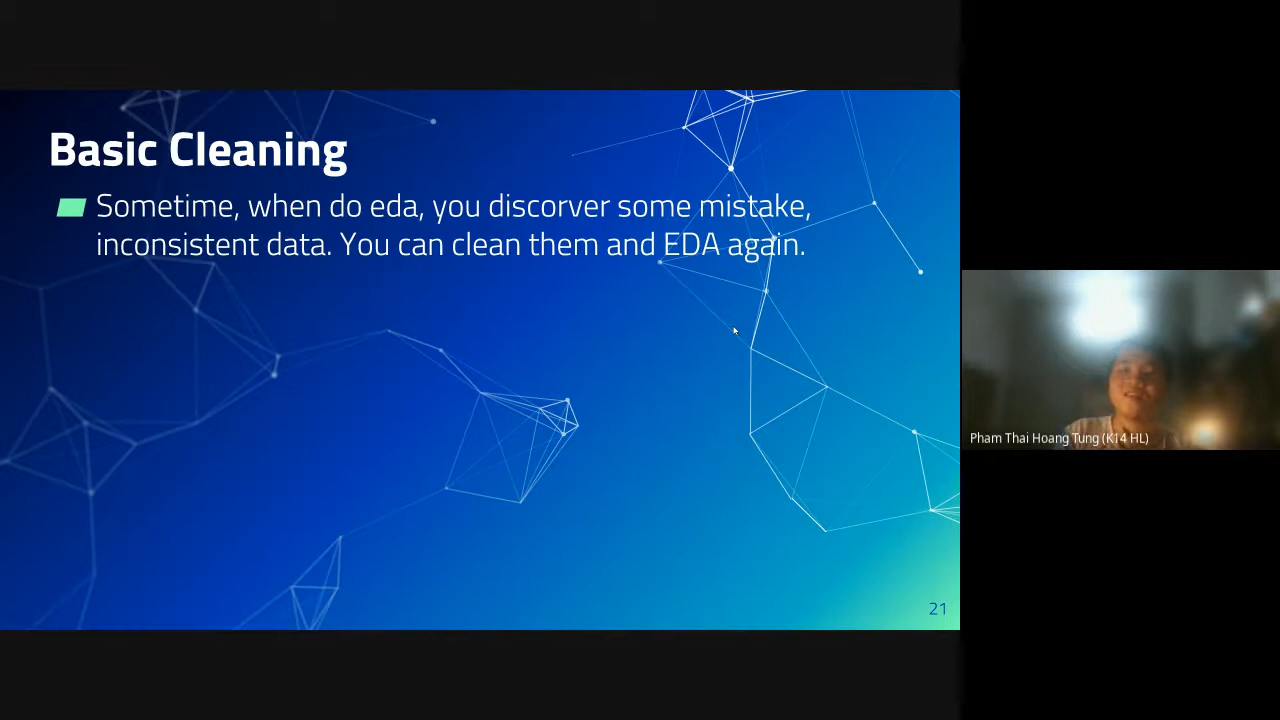 Basic Cleaning
Sometime, when do eda, you discorver some mistake,
inconsistent data. You can clean them and EDA again.
21
Pham Thai Hoang Tung (K14 HL)